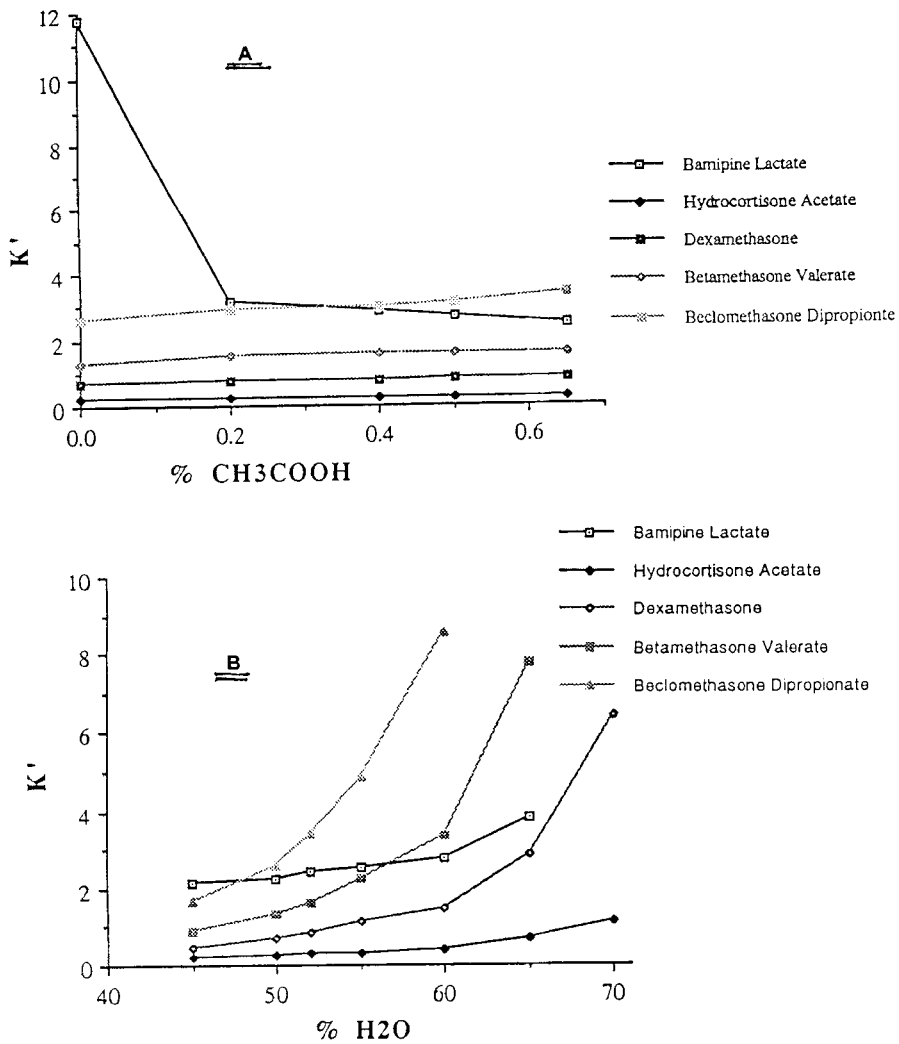 12
10
8
6
4
2
0
K'
A
0.0
0.2
0.4
0.6
% CH3COOH
Bamipine Lactate
Hydrocortisone Acetate
Dexamethasone
Betamethasone Valerate
Beclomethasone Dipropionte
10
8
6
4
2
0
K'
B
40
50
60
70
% H2O
Bamipine Lactate
Hydrocortisone Acetate
Dexamethasone
Betamethasone Valerate
Beclomethasone Dipropionate